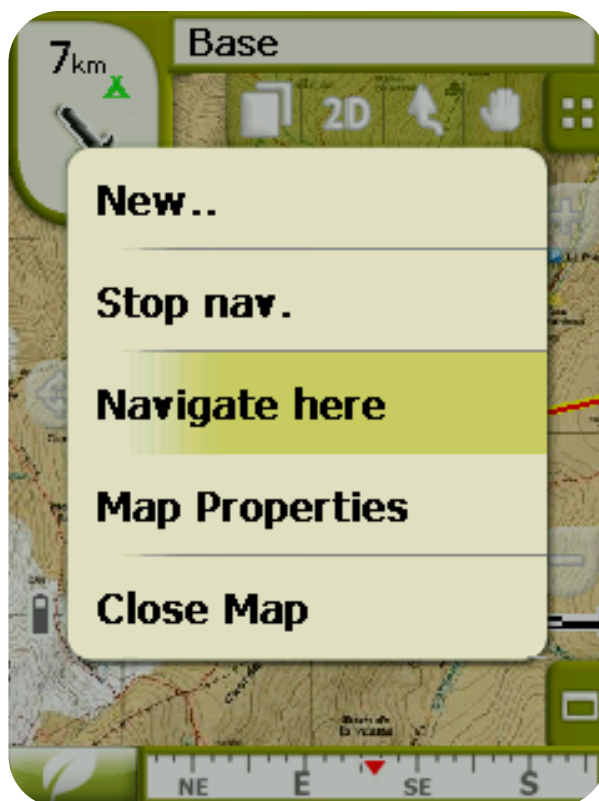 7km
Base
2D
New..
Stop nav.
Navigate here
Map Properties
Close Map
NE E SE S